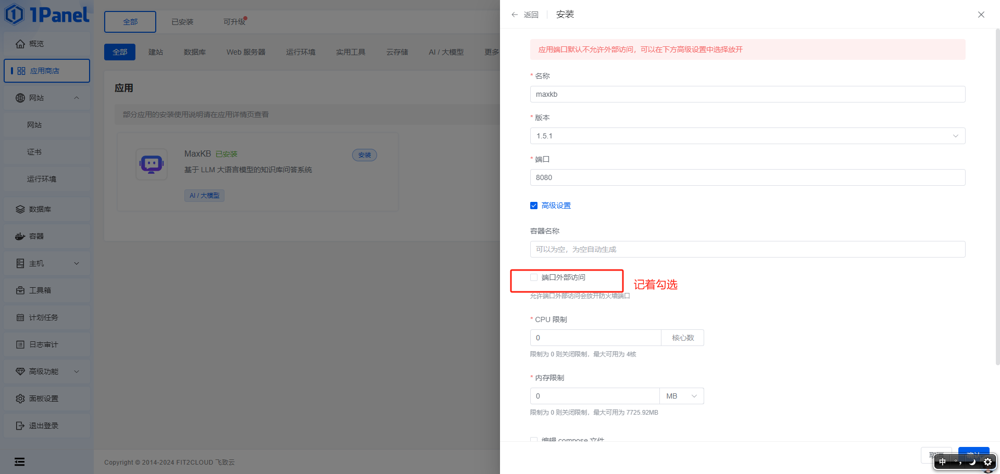 1Panel
概览
应用商店
网站
网站
证书
运行环境
数据库
容器
主机
工具箱
计划任务
日志审计
高级功能
面板设置
退出登录
全部 已安装 可升级
全部 建站 数据库 Web 服务器 运行环境 实用工具 云存储 AI / 大模型 更多
应用
部分应用的安装使用说明请在应用详情页查看
MaxKB 已安装 安装
基于 LLM 大语言模型的知识库问答系统
AI / 大模型
Copyright © 2014-2024 FIT2CLOUD 飞致云
返回 安装
应用端口默认不允许外部访问，可以在下方高级设置中选择放开
* 名称
maxkb
* 版本
1.5.1
* 端口
8080
高级设置
容器名称
可以为空，为空自动生成
端口外部访问
记着勾选
允许端口外部访问会放开防火墙端口
* CPU 限制
0 核心数
限制为 0 则关闭限制，最大可用为 4核
* 内存限制
0 MB
限制为 0 则关闭限制，最大可用为 7725.92MB
编辑 compose 文件
取消 确认
中 °，